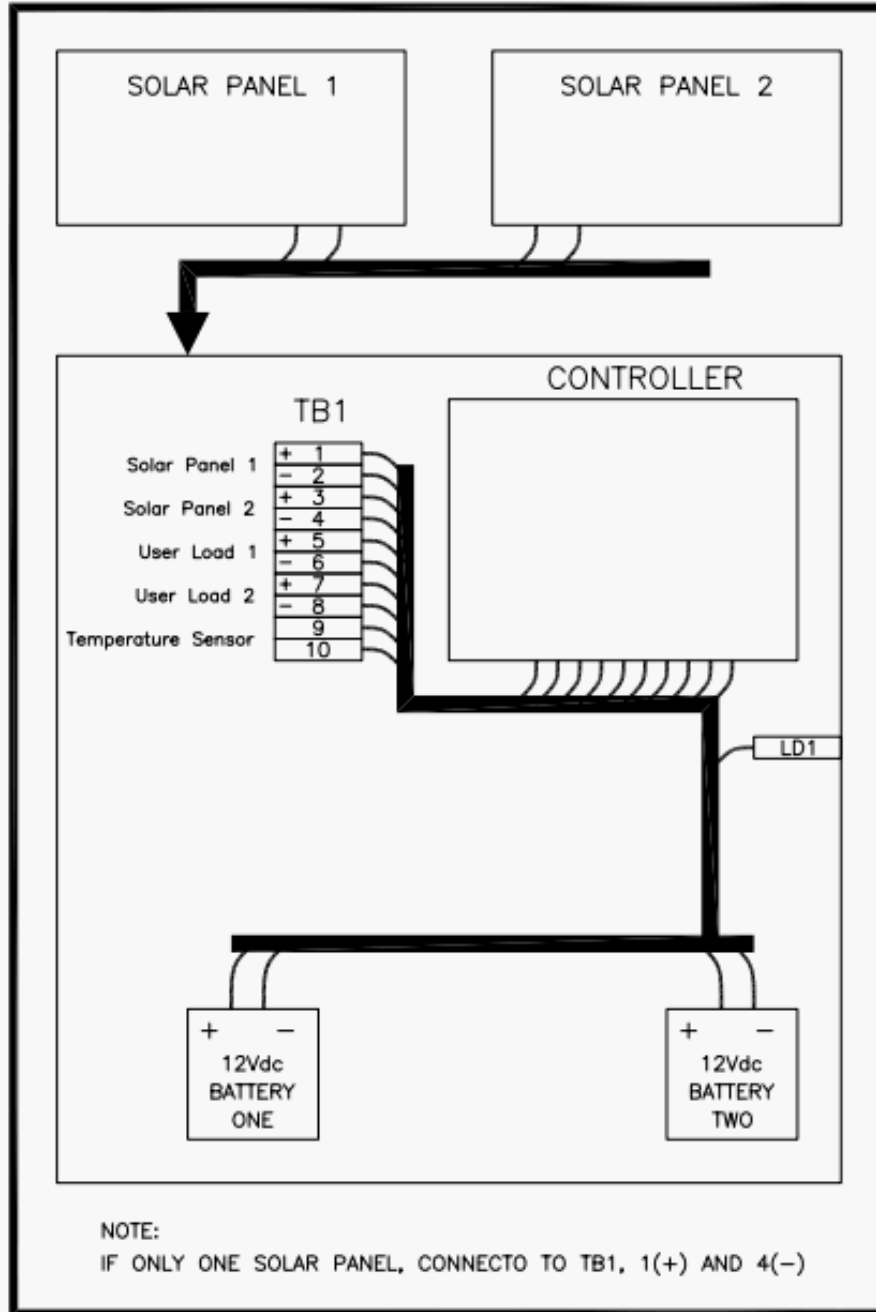 SOLAR PANEL 1
SOLAR PANEL 2
CONTROLLER
TB1
Solar Panel 1
+ 1
- 2
Solar Panel 2
+ 3
- 4
User Load 1
+ 5
- 6
User Load 2
+ 7
- 8
Temperature Sensor
9
10
LD1
+ -
12Vdc
BATTERY
ONE
+ -
12Vdc
BATTERY
TWO
NOTE:
IF ONLY ONE SOLAR PANEL, CONNECTO TO TB1, 1(+) AND 4(-)